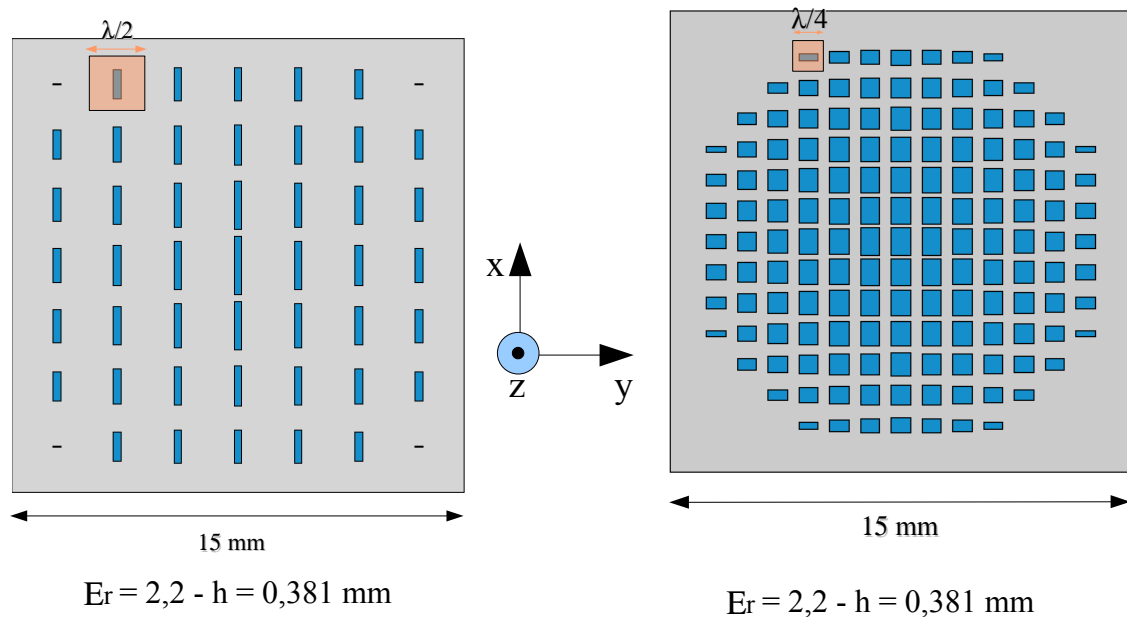 λ/2
λ/4
x
z
y
15 mm
15 mm
Er = 2,2 - h = 0,381 mm
Er = 2,2 - h = 0,381 mm